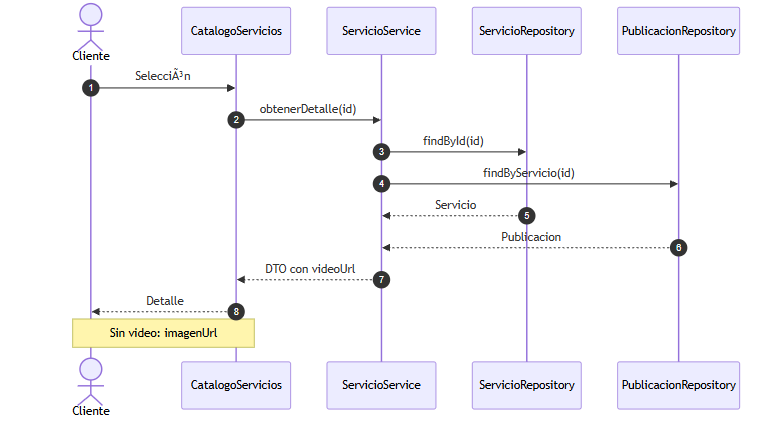 CatalogoServicios
ServicioService
ServicioRepository
PublicacionRepository
Cliente
1
SelecciÃ³n
2
obtenerDetalle(id)
3
findById(id)
4
findByServicio(id)
5
Servicio
6
Publicacion
7
DTO con videoUrl
8
Detalle
Sin video: imagenUrl
Cliente
CatalogoServicios
ServicioService
ServicioRepository
PublicacionRepository